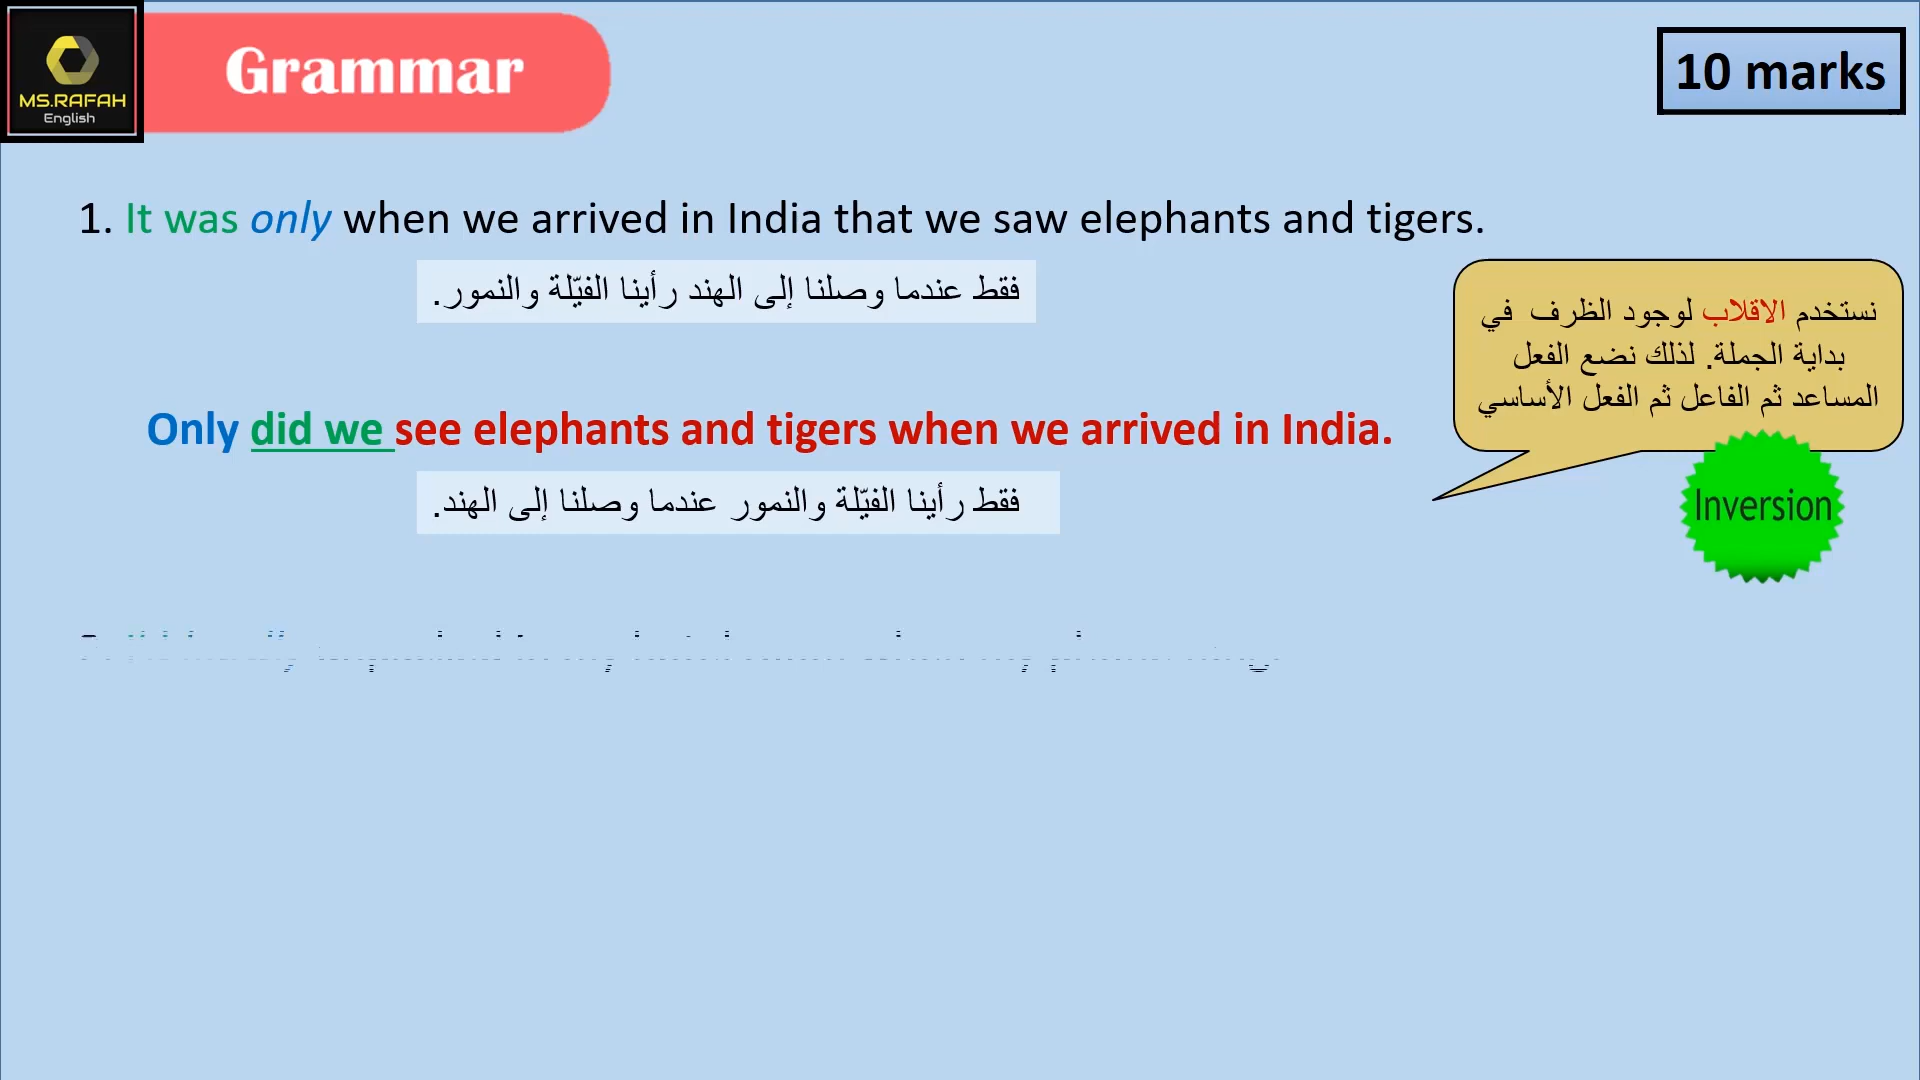 MS.RAFAH
English
Grammar
10 marks
1. It was only when we arrived in India that we saw elephants and tigers.
فقط عندما وصلنا إلى الهند رأينا الفيّلة والنمور.
نستخدم الاقلاب لوجود الظرف في
بداية الجملة. لذلك نضع الفعل
المساعد ثم الفاعل ثم الفعل الأساسي
Only did we see elephants and tigers when we arrived in India.
فقط رأينا الفيّلة والنمور عندما وصلنا إلى الهند.
Inversion